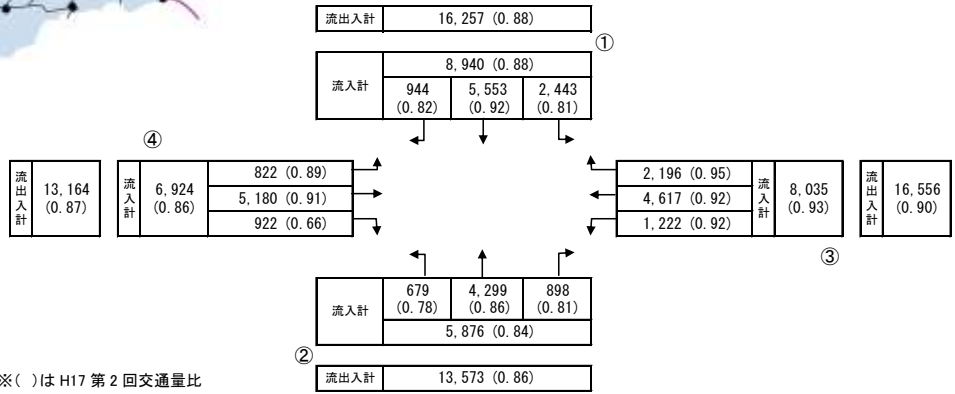 流出入計 16,257 (0.88)
①
流入計 8,940 (0.88)
944 5,553 2,443
(0.82) (0.92) (0.81)
④
流出入計 13,164 (0.87)
流入計 6,924 (0.86)
822 (0.89)
5,180 (0.91)
922 (0.66)
2,196 (0.95)
4,617 (0.92)
1,222 (0.92)
流入計 8,035 (0.93)
流出入計 16,556 (0.90)
③
流入計 679 4,299 898
(0.78) (0.86) (0.81)
5,876 (0.84)
②
流出入計 13,573 (0.86)
※( )は H17 第 2 回交通量比